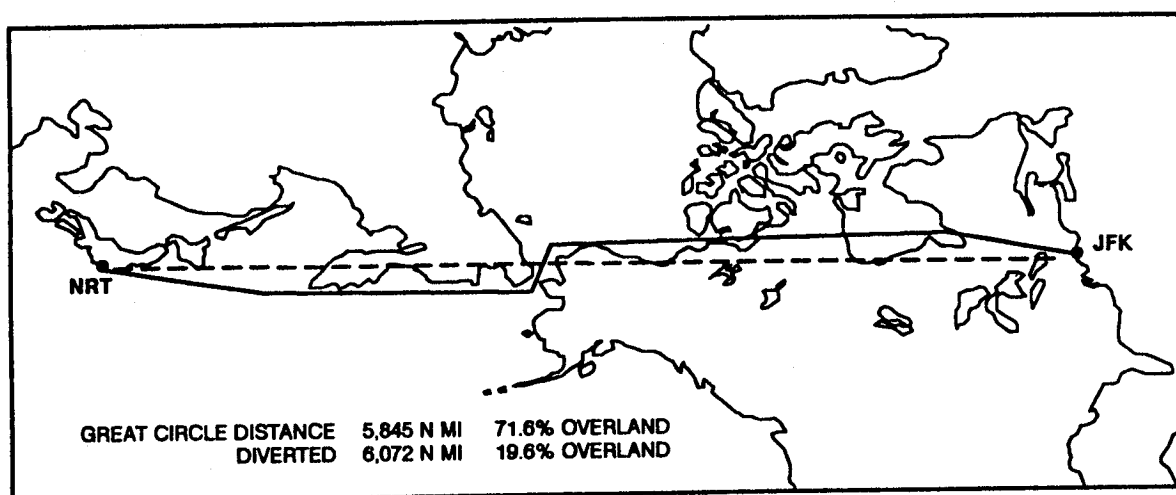 JFK
NRT
GREAT CIRCLE DISTANCE 5,845 N MI 71.6% OVERLAND
DIVERTED 6,072 N MI 19.6% OVERLAND